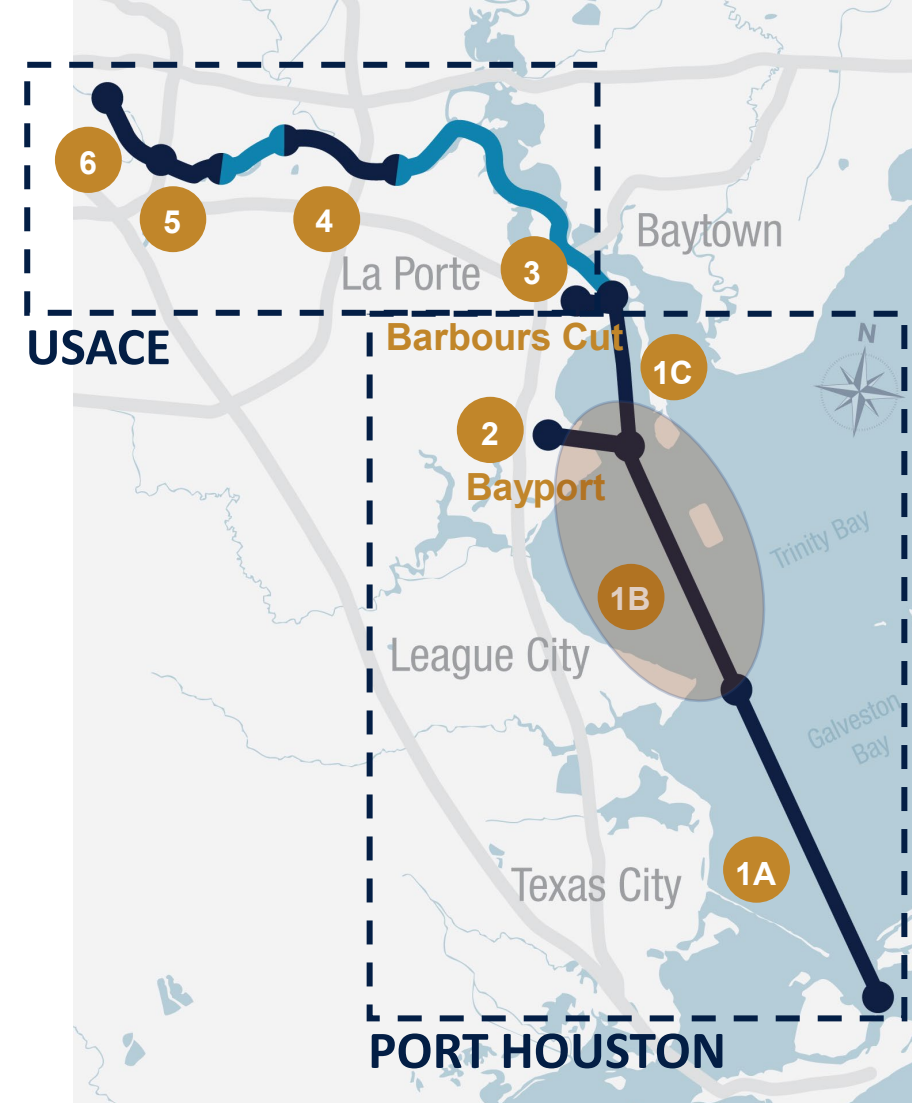 6
5
4
Baytown
La Porte
3
USACE
Barbours Cut
N
1C
2
Bayport
Trinity Bay
1B
League City
Galveston
Bay
1A
Texas City
PORT HOUSTON